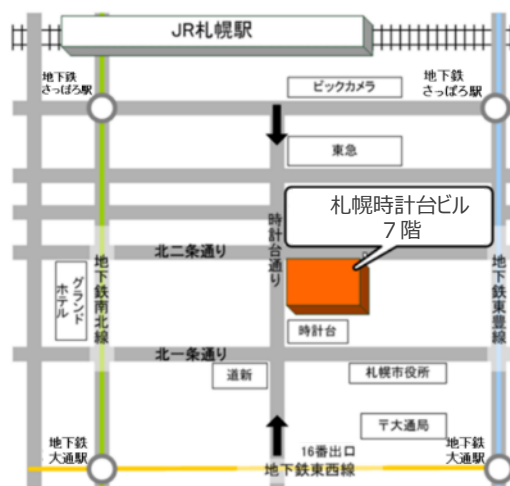 JR札幌駅
地下鉄
さっぽろ駅
ビックカメラ
地下鉄
さっぽろ駅
東急
札幌時計台ビル
７階
時計台通り
北二条通り
グランド
ホテル
地下鉄南北線
地下鉄東豊線
時計台
北一条通り
道新
札幌市役所
〒大通局
地下鉄
大通駅
16番出口
地下鉄東西線
地下鉄
大通駅